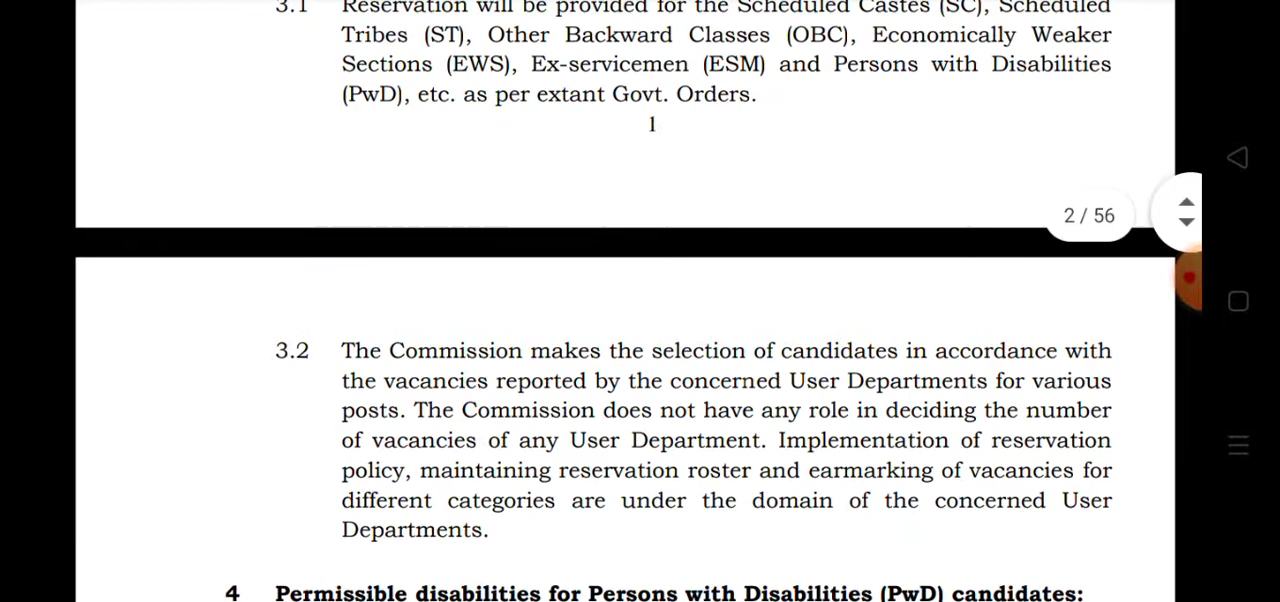 3.1 Reservation will be provided for the Scheduled Castes (SC), Scheduled
Tribes (ST), Other Backward Classes (OBC), Economically Weaker
Sections (EWS), Ex-servicemen (ESM) and Persons with Disabilities
(PwD), etc. as per extant Govt. Orders.
1
2 / 56
3.2 The Commission makes the selection of candidates in accordance with
the vacancies reported by the concerned User Departments for various
posts. The Commission does not have any role in deciding the number
of vacancies of any User Department. Implementation of reservation
policy, maintaining reservation roster and earmarking of vacancies for
different categories are under the domain of the concerned User
Departments.
4 Permissible disabilities for Persons with Disabilities (PwD) candidates: